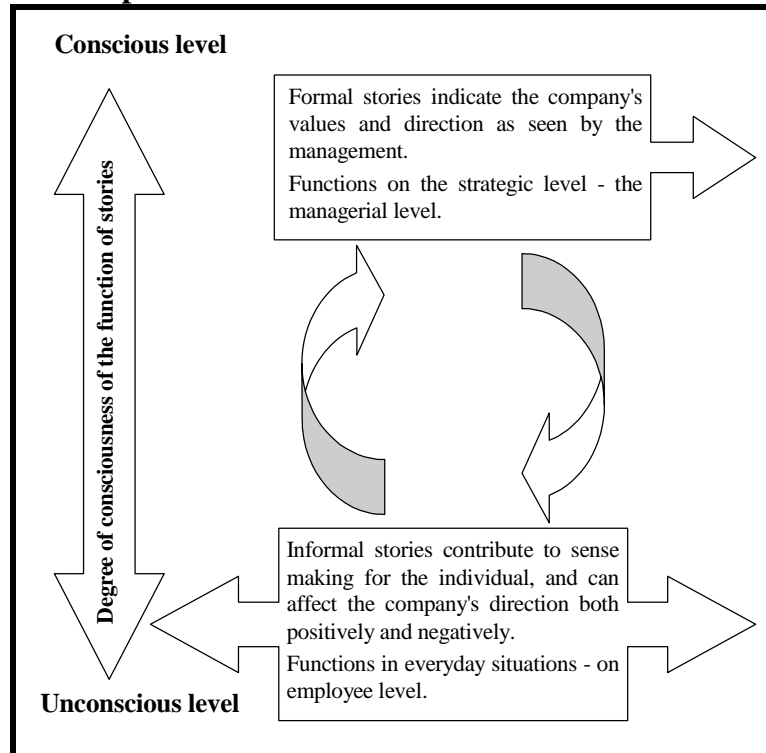 Conscious level
Formal stories indicate the company's
values and direction as seen by the
management.
Functions on the strategic level - the
managerial level.
Degree of consciousness of the function of stories
Informal stories contribute to sense
making for the individual, and can
affect the company's direction both
positively and negatively.
Functions in everyday situations - on
employee level.
Unconscious level